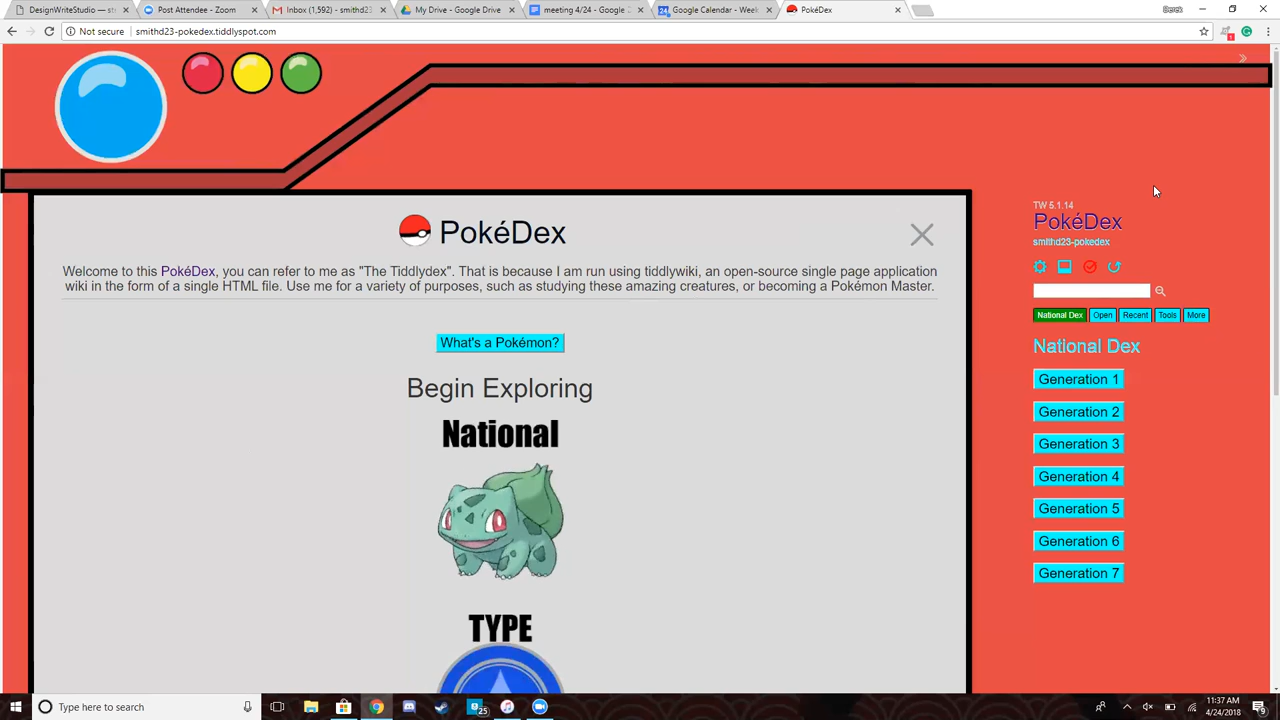 DesignWriteStudio — st
Post Attendee - Zoom
Inbox (1,592) - smithd23
My Drive - Google Drive
meeting 4/24 - Google
Google Calendar - Week
PokéDex
Derek
Not secure
smithd23-pokedex.tiddlyspot.com
PokéDex
Welcome to this PokéDex, you can refer to me as "The Tiddlydex". That is because I am run using tiddlywiki, an open-source single page application
wiki in the form of a single HTML file. Use me for a variety of purposes, such as studying these amazing creatures, or becoming a Pokémon Master.
What's a Pokémon?
Begin Exploring
National
TYPE
TW 5.1.14
PokéDex
smithd23-pokedex
National Dex
Open
Recent
Tools
More
National Dex
Generation 1
Generation 2
Generation 3
Generation 4
Generation 5
Generation 6
Generation 7
Type here to search
25
11:37 AM
4/24/2018
9